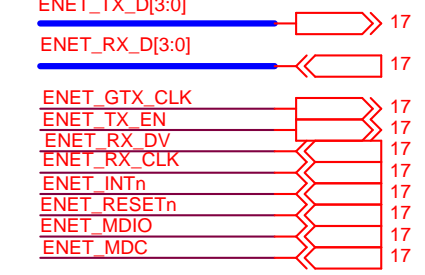 ENET_TX_D[3:0] 17
ENET_RX_D[3:0] 17
ENET_GTX_CLK 17
ENET_TX_EN 17
ENET_RX_DV 17
ENET_RX_CLK 17
ENET_INTn 17
ENET_RESETn 17
ENET_MDIO 17
ENET_MDC 17